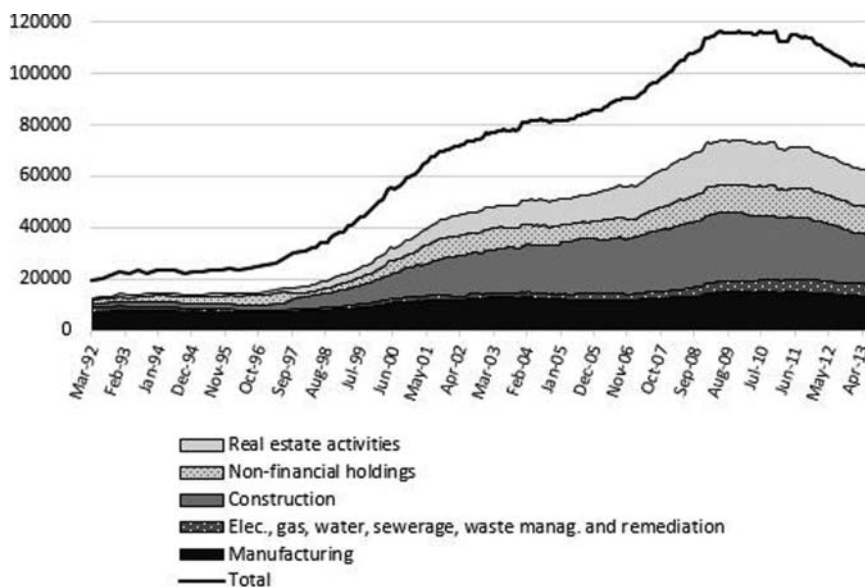 120000
100000
80000
60000
40000
20000
0
Mar-92
Feb-93
Jan-94
Dec-94
Nov-95
Oct-96
Sep-97
Aug-98
Jul-99
Jun-00
May-01
Apr-02
Mar-03
Feb-04
Jan-05
Dec-05
Nov-06
Oct-07
Sep-08
Aug-09
Jul-10
Jun-11
May-12
Apr-13
Real estate activities
Non-financial holdings
Construction
Elec., gas, water, sewerage, waste manag. and remediation
Manufacturing
Total